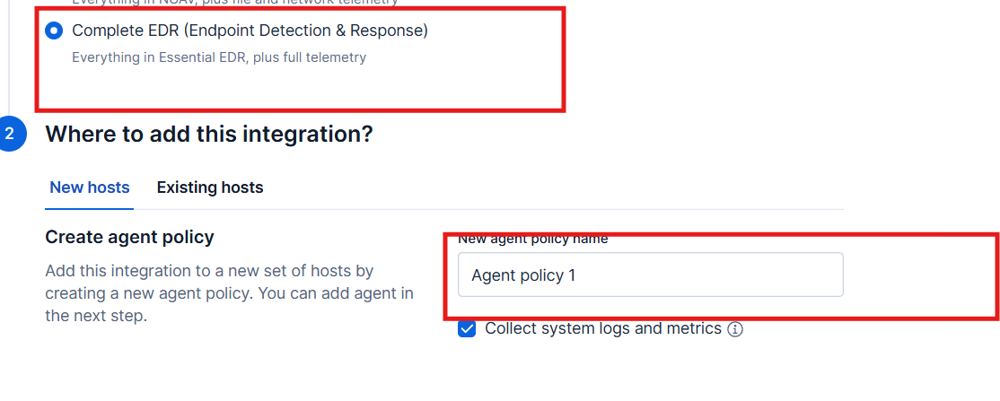 Everything in NGAV, plus file and network telemetry
Complete EDR (Endpoint Detection & Response)
Everything in Essential EDR, plus full telemetry
2
Where to add this integration?
New hosts
Existing hosts
Create agent policy
Add this integration to a new set of hosts by
creating a new agent policy. You can add agent in
the next step.
New agent policy name
Agent policy 1
Collect system logs and metrics